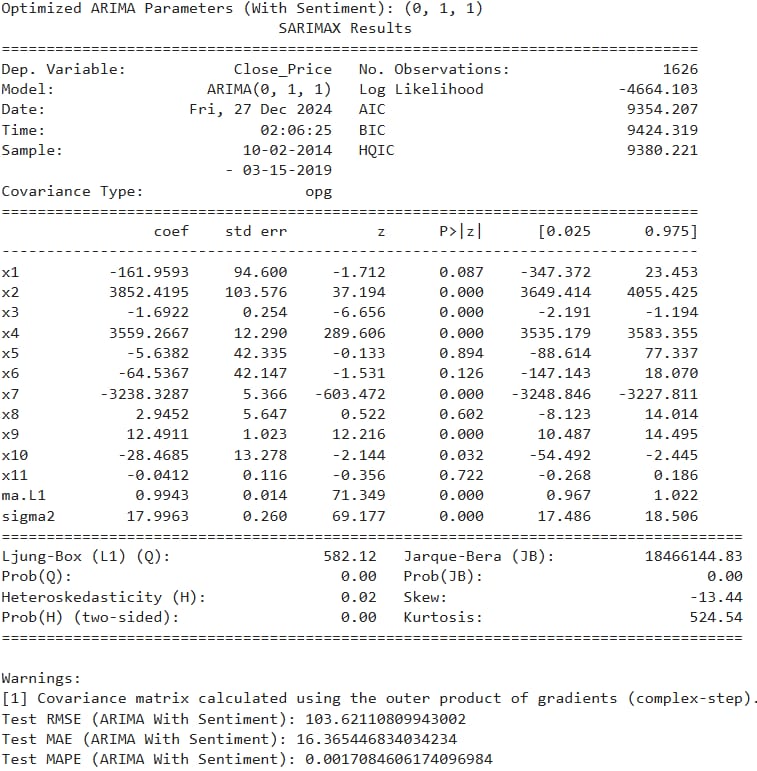 Optimized ARIMA Parameters (With Sentiment): (0, 1, 1)
SARIMAX Results
==============================================================================
Dep. Variable: Close_Price No. Observations: 1626
Model: ARIMA(0, 1, 1) Log Likelihood -4664.103
Date: Fri, 27 Dec 2024 AIC 9354.207
Time: 02:06:25 BIC 9424.319
Sample: 10-02-2014 HQIC 9380.221
- 03-15-2019
Covariance Type: opg
==============================================================================
coef std err z P>|z| [0.025 0.975]
------------------------------------------------------------------------------
x1 -161.9593 94.600 -1.712 0.087 -347.372 23.453
x2 3852.4195 103.576 37.194 0.000 3649.414 4055.425
x3 -1.6922 0.254 -6.656 0.000 -2.191 -1.194
x4 3559.2667 12.290 289.606 0.000 3535.179 3583.355
x5 -5.6382 42.335 -0.133 0.894 -88.614 77.337
x6 -64.5367 42.147 -1.531 0.126 -147.143 18.070
x7 -3238.3287 5.366 -603.472 0.000 -3248.846 -3227.811
x8 2.9452 5.647 0.522 0.602 -8.123 14.014
x9 12.4911 1.023 12.216 0.000 10.487 14.495
x10 -28.4685 13.278 -2.144 0.032 -54.492 -2.445
x11 -0.0412 0.116 -0.356 0.722 -0.268 0.186
ma.L1 0.9943 0.014 71.349 0.000 0.967 1.022
sigma2 17.9963 0.260 69.177 0.000 17.486 18.506
===================================================================================
Ljung-Box (L1) (Q): 582.12 Jarque-Bera (JB): 18466144.83
Prob(Q): 0.00 Prob(JB): 0.00
Heteroskedasticity (H): 0.02 Skew: -13.44
Prob(H) (two-sided): 0.00 Kurtosis: 524.54
===================================================================================
Warnings:
[1] Covariance matrix calculated using the outer product of gradients (complex-step).
Test RMSE (ARIMA With Sentiment): 103.62110809943002
Test MAE (ARIMA With Sentiment): 16.365446834034234
Test MAPE (ARIMA With Sentiment): 0.0017084606174096984